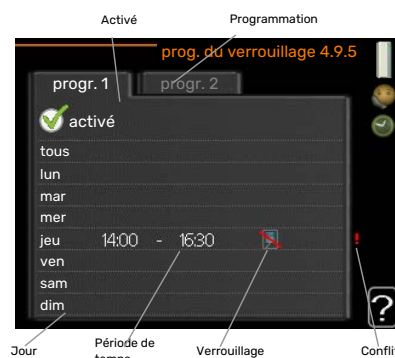 Activé
Programmation
prog. du verrouillage 4.9.5
progr. 1
progr. 2
activé
tous
lun
mar
mer
jeu 14:00 - 16:30
ven
sam
dim
?
Jour
Période de
temps
Verrouillage
Conflit